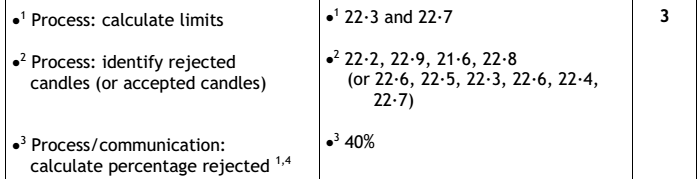 ●¹ Process: calculate limits
●¹ 22·3 and 22·7
3
●² Process: identify rejected
candles (or accepted candles)
●² 22·2, 22·9, 21·6, 22·8
(or 22·6, 22·5, 22·3, 22·6, 22·4,
22·7)
●³ Process/communication:
calculate percentage rejected ¹,⁴
●³ 40%